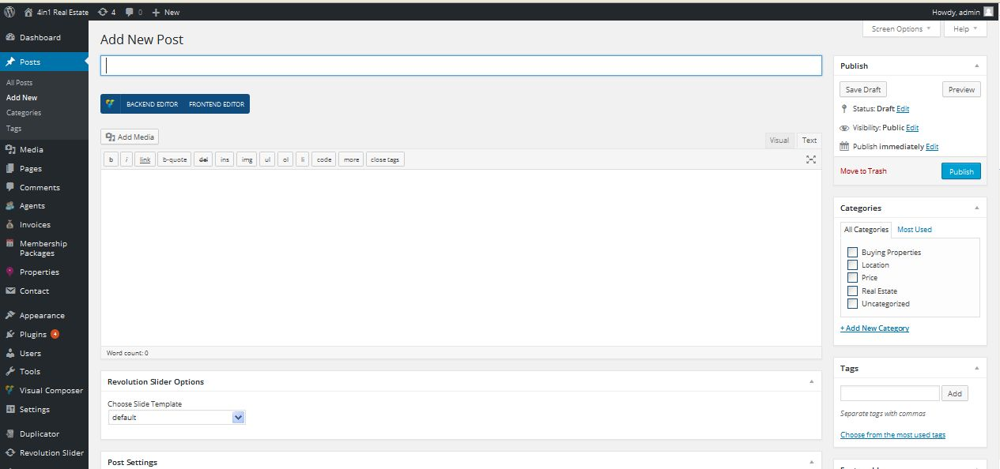 4in1 Real Estate 4 0 New Howdy, admin
Screen Options Help
Dashboard
Posts
All Posts
Add New
Categories
Tags
Media
Pages
Comments
Agents
Invoices
Membership
Packages
Properties
Contact
Appearance
Plugins 4
Users
Tools
Visual Composer
Settings
Duplicator
Revolution Slider
Add New Post
BACKEND EDITOR FRONTEND EDITOR
Add Media
Visual Text
b i link b-quote del ins img ul ol li code more close tags
Word count: 0
Revolution Slider Options
Choose Slide Template
default
Post Settings
Publish
Save Draft Preview
Status: Draft Edit
Visibility: Public Edit
Publish immediately Edit
Move to Trash Publish
Categories
All Categories Most Used
Buying Properties
Location
Price
Real Estate
Uncategorized
+ Add New Category
Tags
Add
Separate tags with commas
Choose from the most used tags